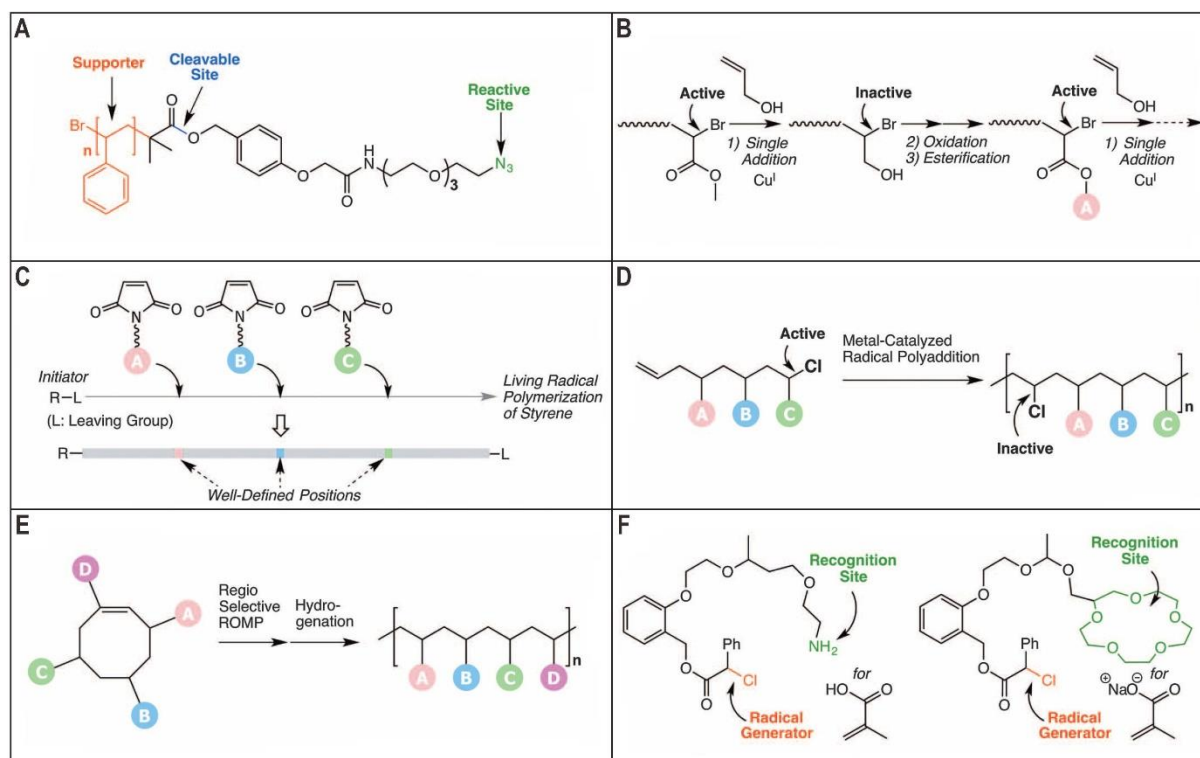 A
Supporter
Cleavable
Site
Reactive
Site
Br
n
O
O
O
O
H
N
O
3
N3
B
OH
OH
Active
Inactive
Active
Br
Br
Br
1) Single
Addition
CuI
2) Oxidation
3) Esterification
1) Single
Addition
CuI
O
O
OH
O
O
A
C
O
N
O
O
N
O
O
N
O
A
B
C
Initiator
R–L
(L: Leaving Group)
Living Radical
Polymerization
of Styrene
R
L
Well-Defined Positions
D
Active
Cl
Metal-Catalyzed
Radical Polyaddition
A
B
C
n
Cl
A
B
C
Inactive
E
D
A
C
B
Regio
Selective
ROMP
Hydro-
genation
n
A
B
C
D
F
O
O
O
Recognition
Site
NH2
O
O
Ph
Cl
for
HO
O
Radical
Generator
O
O
O
Recognition
Site
O
O
O
O
O
O
O
Ph
Cl
for
⊕ ⊖
NaO
O
Radical
Generator